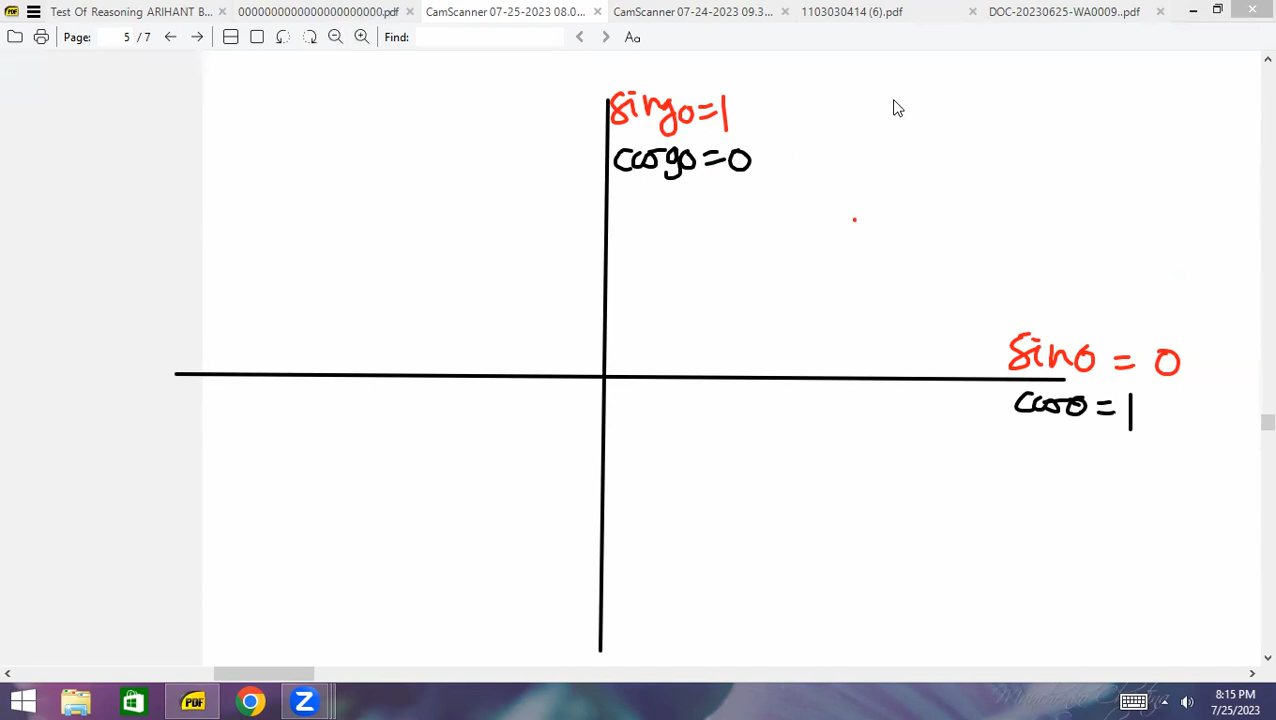 Test Of Reasoning ARIHANT B...
0000000000000000000000.pdf
CamScanner 07-25-2023 08.0...
CamScanner 07-24-2023 09.3...
1103030414 (6).pdf
DOC-20230625-WA0009..pdf
Page: 5 / 7
Find:
Aa
sin90=1
cos90=0
sin0 = 0
cos0 = 1
8:15 PM
7/25/2023